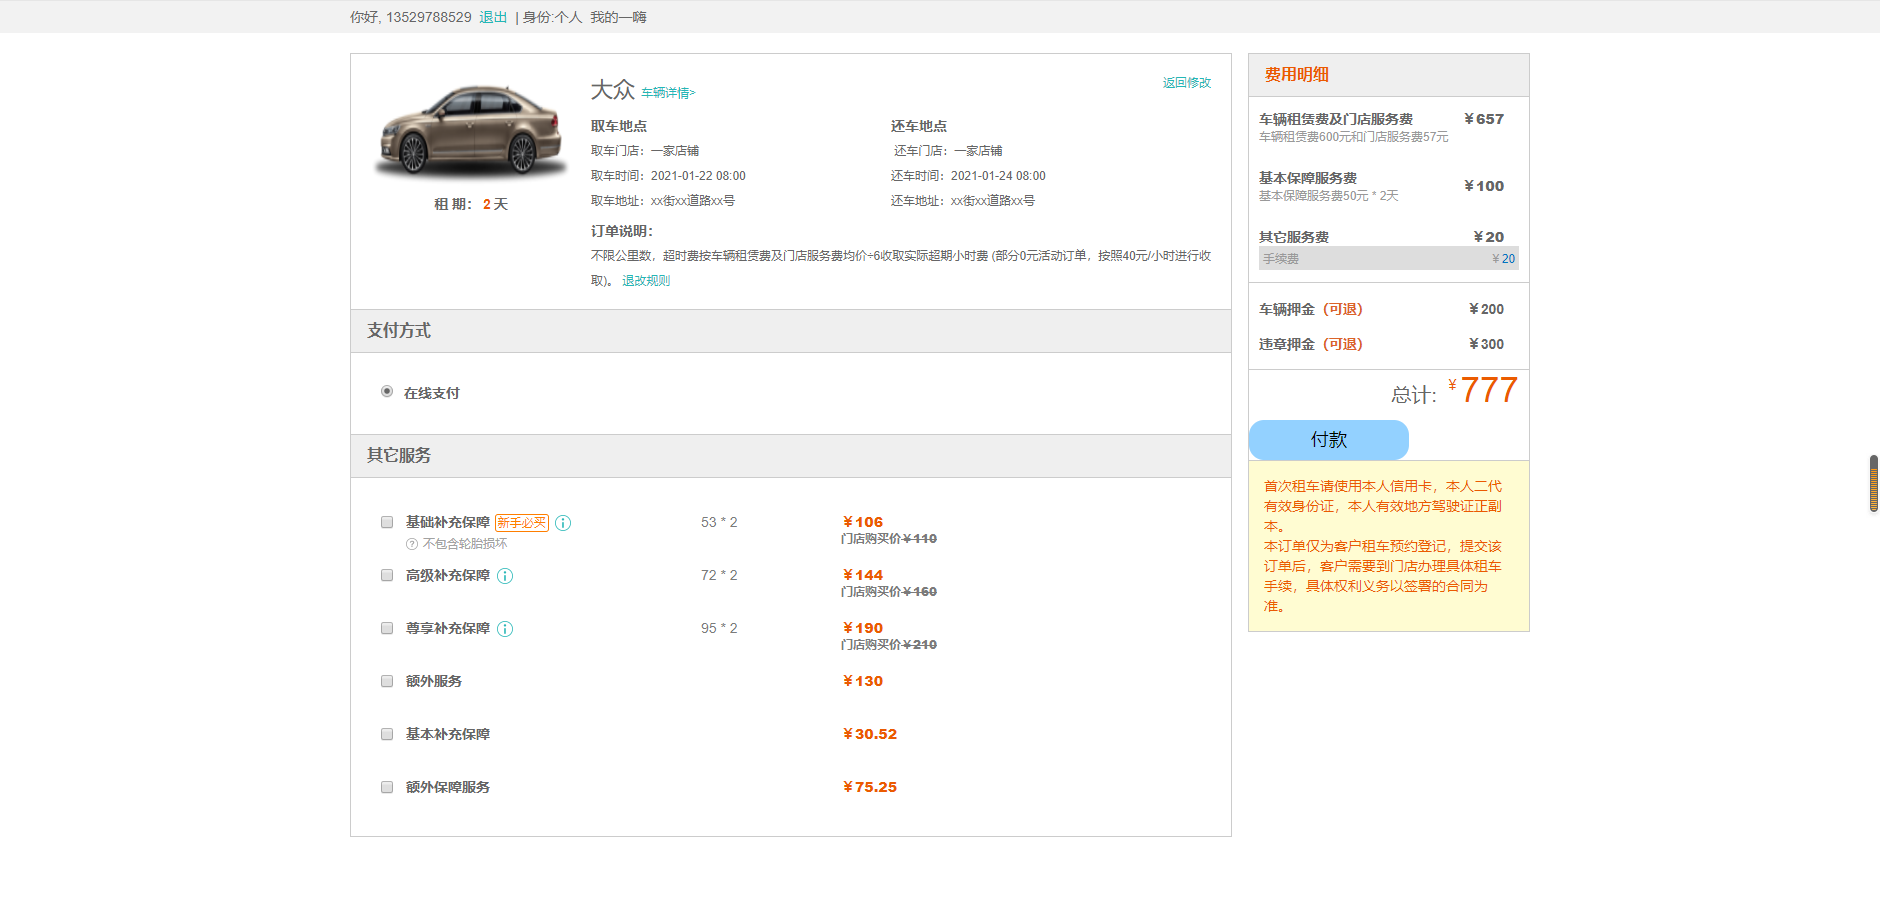 你好, 13529788529 退出 | 身份:个人 我的一嗨
大众 车辆详情>
返回修改
取车地点
还车地点
取车门店：一家店铺
还车门店：一家店铺
取车时间：2021-01-22 08:00
还车时间：2021-01-24 08:00
取车地址：xx街xx道路xx号
还车地址：xx街xx道路xx号
租 期： 2 天
订单说明：
不限公里数，超时费按车辆租赁费及门店服务费均价÷6收取实际超期小时费 (部分0元活动订单，按照40元/小时进行收
取)。 退改规则
支付方式
在线支付
其它服务
基础补充保障 新手必买 53 * 2 ¥106
门店购买价¥110
不包含轮胎损坏
高级补充保障 72 * 2 ¥144
门店购买价¥160
尊享补充保障 95 * 2 ¥190
门店购买价¥210
额外服务 ¥130
基本补充保障 ¥30.52
额外保障服务 ¥75.25
费用明细
车辆租赁费及门店服务费 ¥657
车辆租赁费600元和门店服务费57元
基本保障服务费 ¥100
基本保障服务费50元 * 2天
其它服务费 ¥20
手续费 ¥20
车辆押金（可退） ¥200
违章押金（可退） ¥300
总计: ¥777
付款
首次租车请使用本人信用卡，本人二代
有效身份证，本人有效地方驾驶证正副
本。
本订单仅为客户租车预约登记，提交该
订单后，客户需要到门店办理具体租车
手续，具体权利义务以签署的合同为
准。